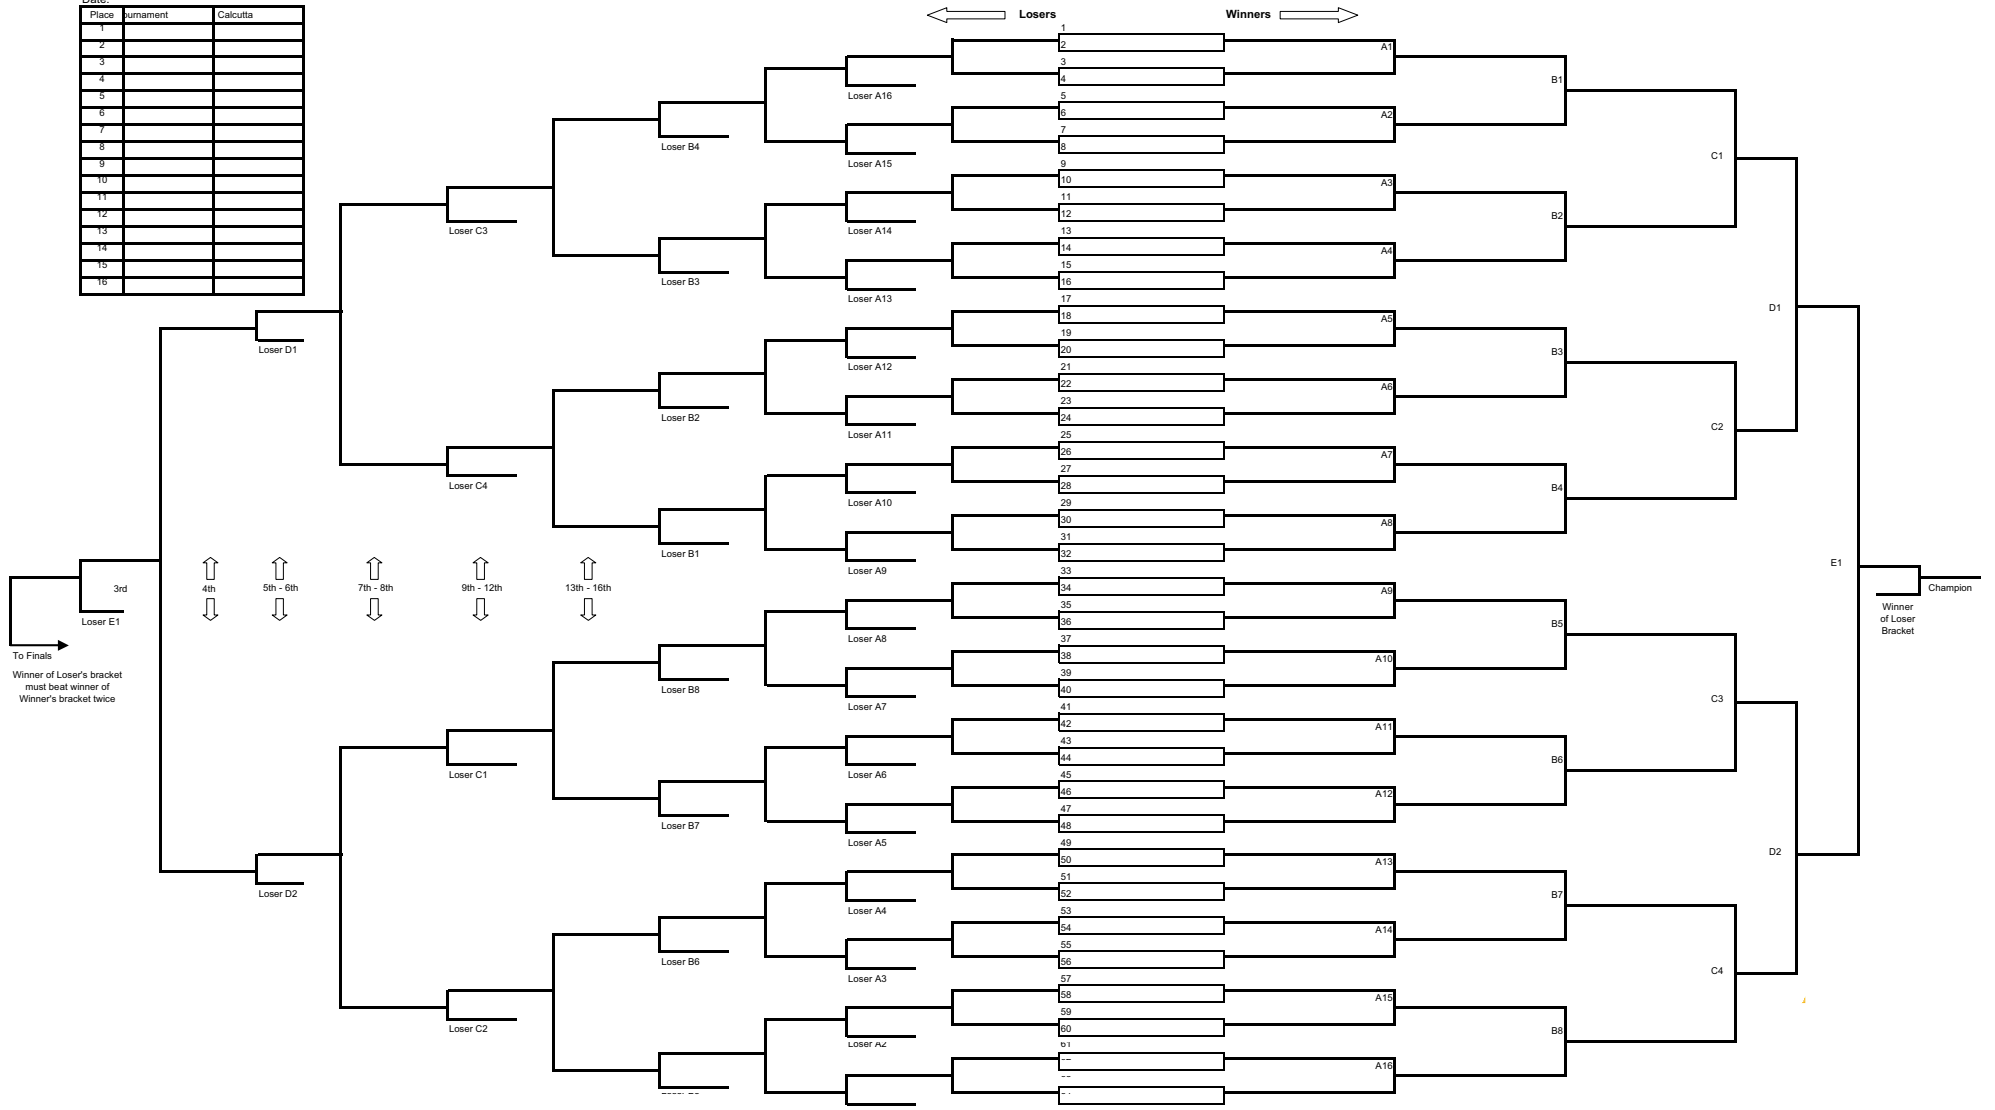 Date:
Place
ournament
Calcutta
1
2
3
4
5
6
7
8
9
10
11
12
13
14
15
16
Losers
Winners
1
2
3
4
5
6
7
8
9
10
11
12
13
14
15
16
17
18
19
20
21
22
23
24
25
26
27
28
29
30
31
32
33
34
35
36
37
38
39
40
41
42
43
44
45
46
47
48
49
50
51
52
53
54
55
56
57
58
59
60
61
Loser A16
Loser A15
Loser A14
Loser A13
Loser A12
Loser A11
Loser A10
Loser A9
Loser A8
Loser A7
Loser A6
Loser A5
Loser A4
Loser A3
Loser A2
Loser B4
Loser B3
Loser B2
Loser B1
Loser B8
Loser B7
Loser B6
Loser C3
Loser C4
Loser C1
Loser C2
Loser D1
Loser D2
3rd
4th
5th - 6th
7th - 8th
9th - 12th
13th - 16th
Loser E1
To Finals
Winner of Loser's bracket
must beat winner of
Winner's bracket twice
A1
A2
A3
A4
A5
A6
A7
A8
A9
A10
A11
A12
A13
A14
A15
A16
B1
B2
B3
B4
B5
B6
B7
B8
C1
C2
C3
C4
D1
D2
E1
Champion
Winner
of Loser
Bracket